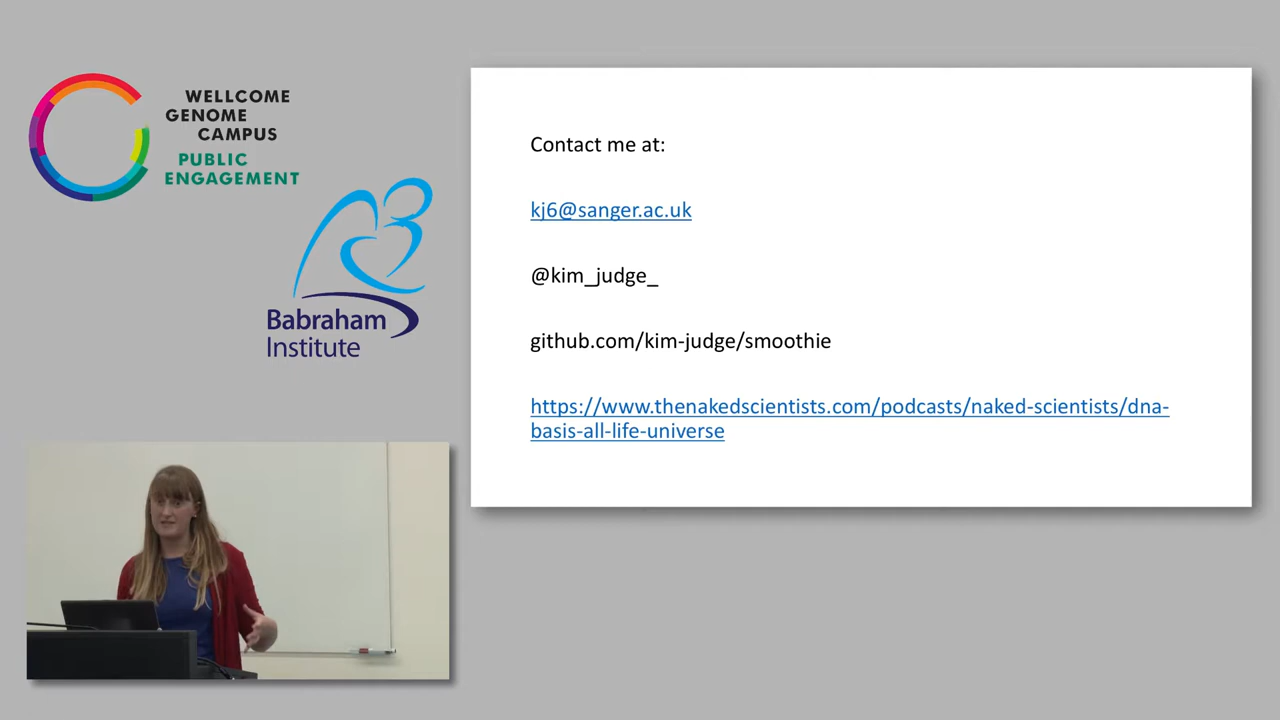 WELLCOME
GENOME
CAMPUS
PUBLIC
ENGAGEMENT
Babraham
Institute
Contact me at:
kj6@sanger.ac.uk
@kim_judge_
github.com/kim-judge/smoothie
https://www.thenakedscientists.com/podcasts/naked-scientists/dna-
basis-all-life-universe